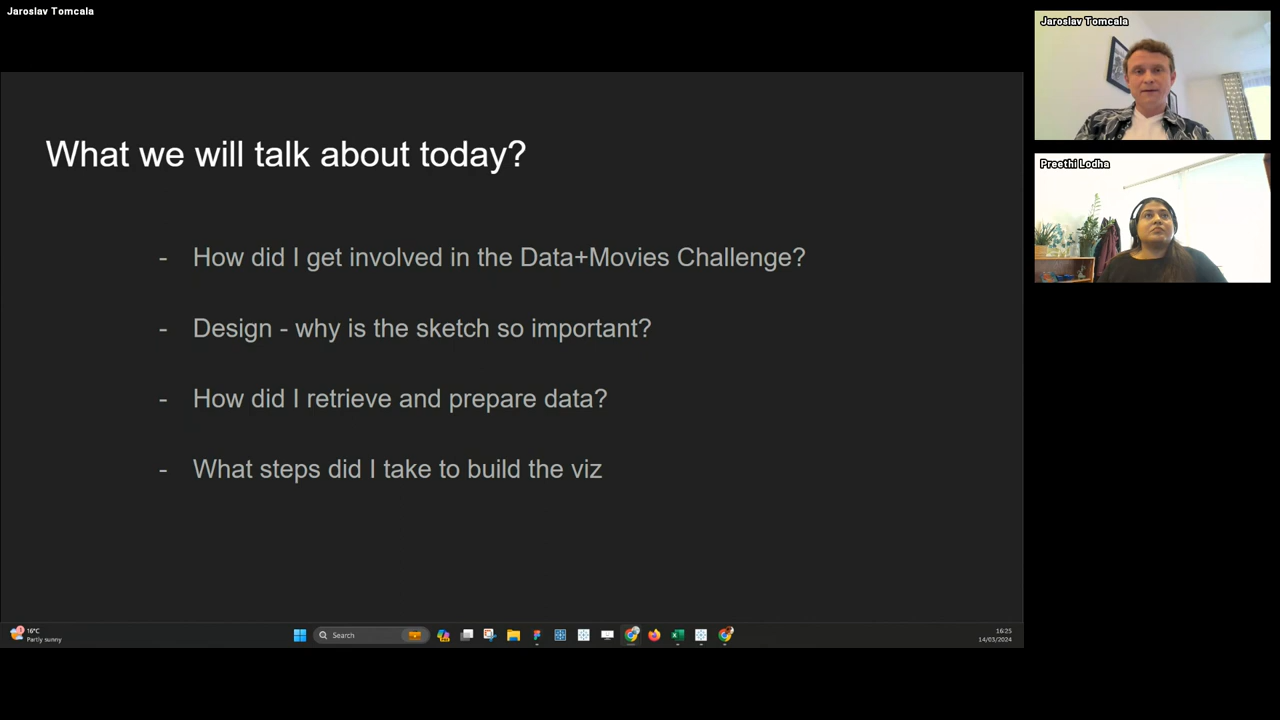 Jaroslav Tomcala
Jaroslav Tomcala
Preethi Lodha
What we will talk about today?
- How did I get involved in the Data+Movies Challenge?
- Design - why is the sketch so important?
- How did I retrieve and prepare data?
- What steps did I take to build the viz
16°C
Partly sunny
Search
16:25
14/03/2024